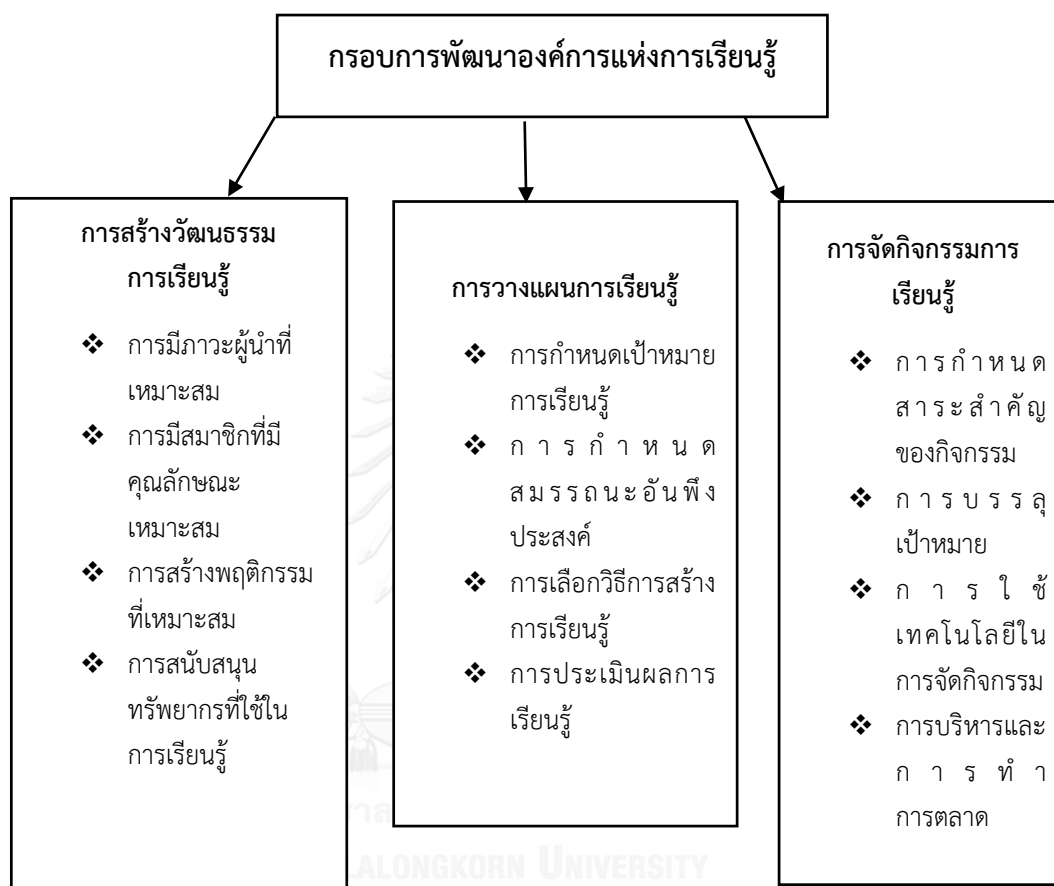 กรอบการพัฒนาองค์การแห่งการเรียนรู้
การสร้างวัฒนธรรม
การเรียนรู้
❖ การมีภาวะผู้นำที่
เหมาะสม
❖ การมีสมาชิกที่มี
คุณลักษณะ
เหมาะสม
❖ การสร้างพฤติกรรม
ที่เหมาะสม
❖ การสนับสนุน
ทรัพยากรที่ใช้ใน
การเรียนรู้
การวางแผนการเรียนรู้
❖ การกำหนดเป้าหมาย
การเรียนรู้
❖ การกำหนด
สมรรถนะอันพึง
ประสงค์
❖ การเลือกวิธีการสร้าง
การเรียนรู้
❖ การประเมินผลการ
เรียนรู้
การจัดกิจกรรมการ
เรียนรู้
❖ การกำหนด
สาระสำคัญ
ของกิจกรรม
❖ การบรรลุ
เป้าหมาย
❖ การใช้
เทคโนโลยีใน
การจัดกิจกรรม
❖ การบริหารและ
การทำ
การตลาด
ALONGKORN UNIVERSITY